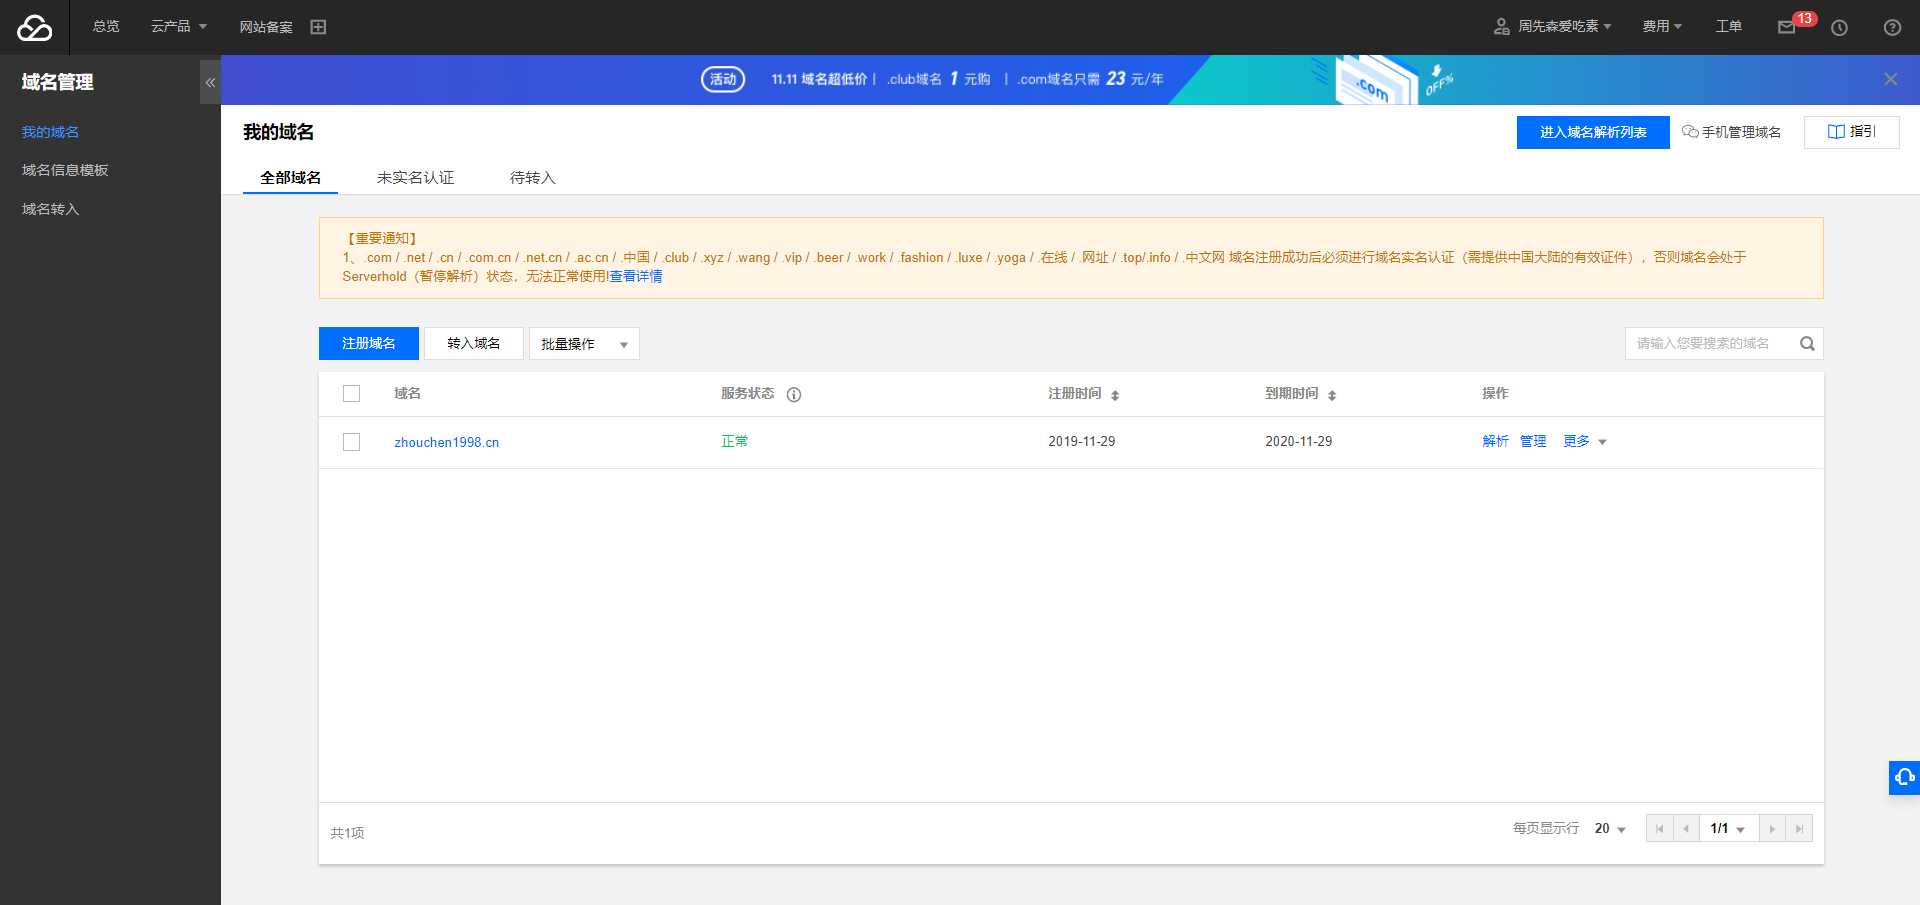 总览 云产品 网站备案 周先森爱吃素 费用 工单 13
域名管理
我的域名
域名信息模板
域名转入
活动 11.11 域名超低价 | .club域名 1 元购 | .com域名只需 23 元/年 .com OFF%
我的域名 进入域名解析列表 手机管理域名 指引
全部域名 未实名认证 待转入
【重要通知】
1、.com / .net / .cn / .com.cn / .net.cn / .ac.cn / .中国 / .club / .xyz / .wang / .vip / .beer / .work / .fashion / .luxe / .yoga / .在线 / .网址 / .top/.info / .中文网 域名注册成功后必须进行域名实名认证（需提供中国大陆的有效证件），否则域名会处于
Serverhold（暂停解析）状态，无法正常使用!查看详情
注册域名 转入域名 批量操作 请输入您要搜索的域名
域名 服务状态 注册时间 到期时间 操作
zhouchen1998.cn 正常 2019-11-29 2020-11-29 解析 管理 更多
共1项 每页显示行 20 1/1